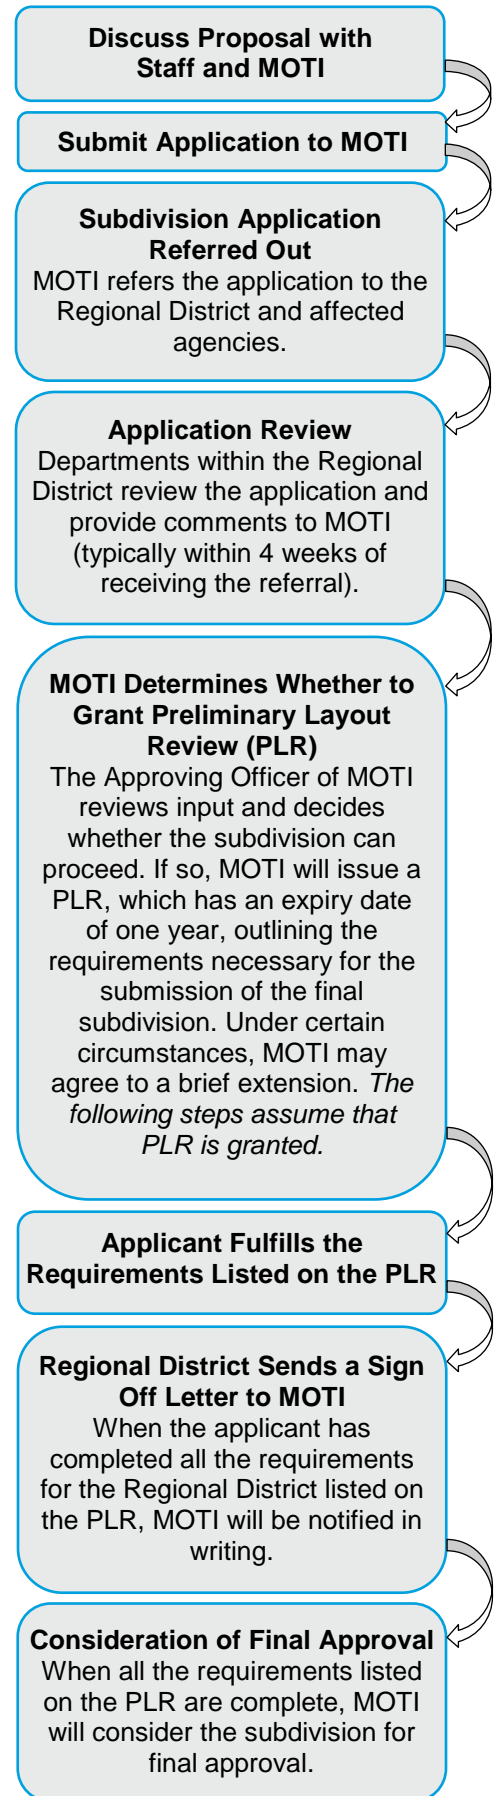 Discuss Proposal with
Staff and MOTI
Submit Application to MOTI
Subdivision Application
Referred Out
MOTI refers the application to the
Regional District and affected
agencies.
Application Review
Departments within the Regional
District review the application and
provide comments to MOTI
(typically within 4 weeks of
receiving the referral).
MOTI Determines Whether to
Grant Preliminary Layout
Review (PLR)
The Approving Officer of MOTI
reviews input and decides
whether the subdivision can
proceed. If so, MOTI will issue a
PLR, which has an expiry date
of one year, outlining the
requirements necessary for the
submission of the final
subdivision. Under certain
circumstances, MOTI may
agree to a brief extension. The
following steps assume that
PLR is granted.
Applicant Fulfills the
Requirements Listed on the PLR
Regional District Sends a Sign
Off Letter to MOTI
When the applicant has
completed all the requirements
for the Regional District listed on
the PLR, MOTI will be notified in
writing.
Consideration of Final Approval
When all the requirements listed
on the PLR are complete, MOTI
will consider the subdivision for
final approval.